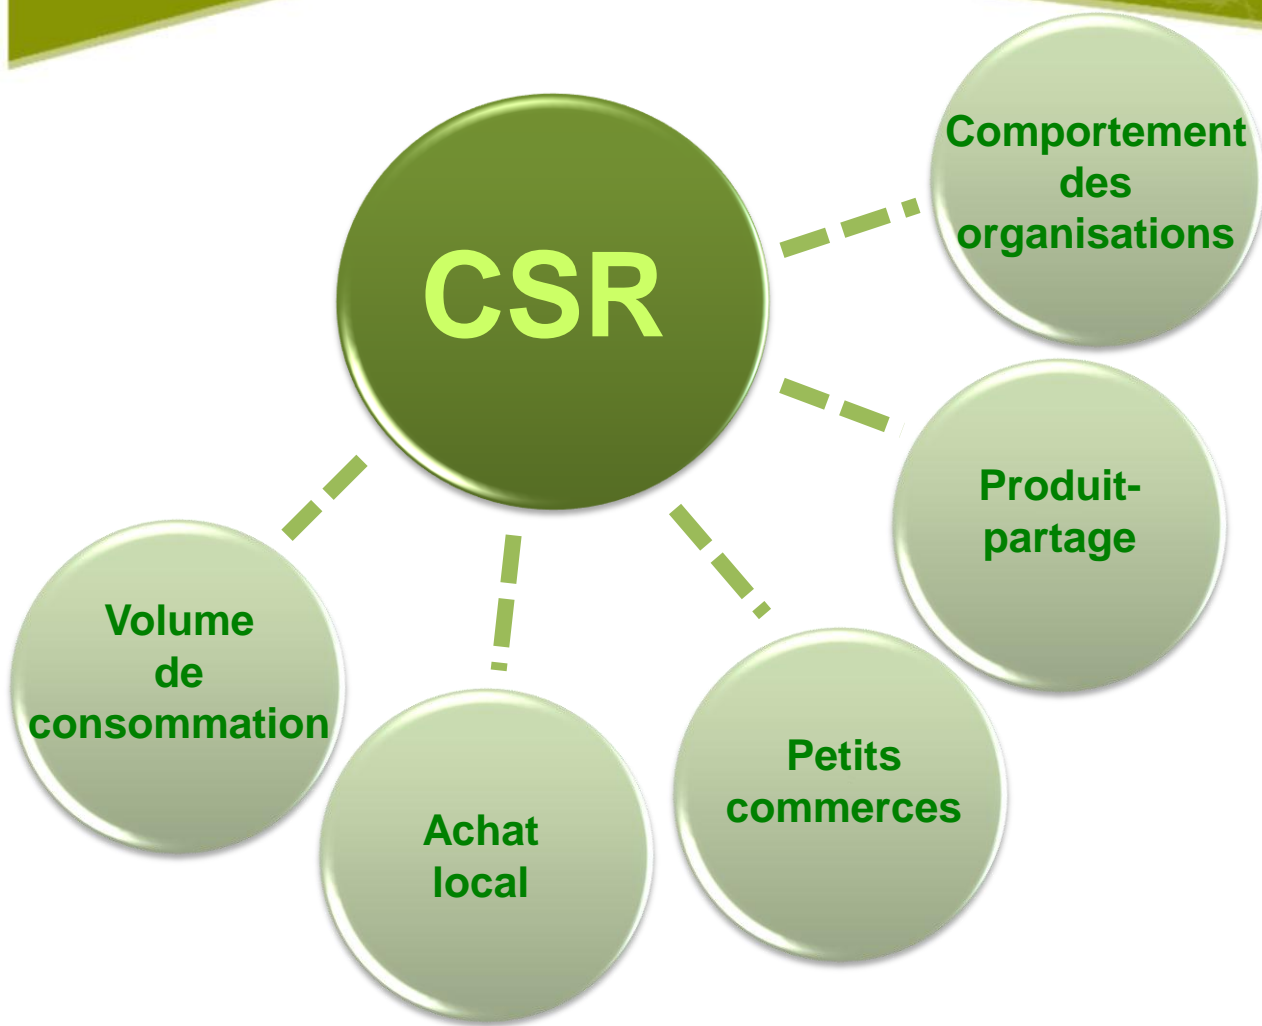 CSR
Comportement
des
organisations
Produit-
partage
Petits
commerces
Achat
local
Volume
de
consommation